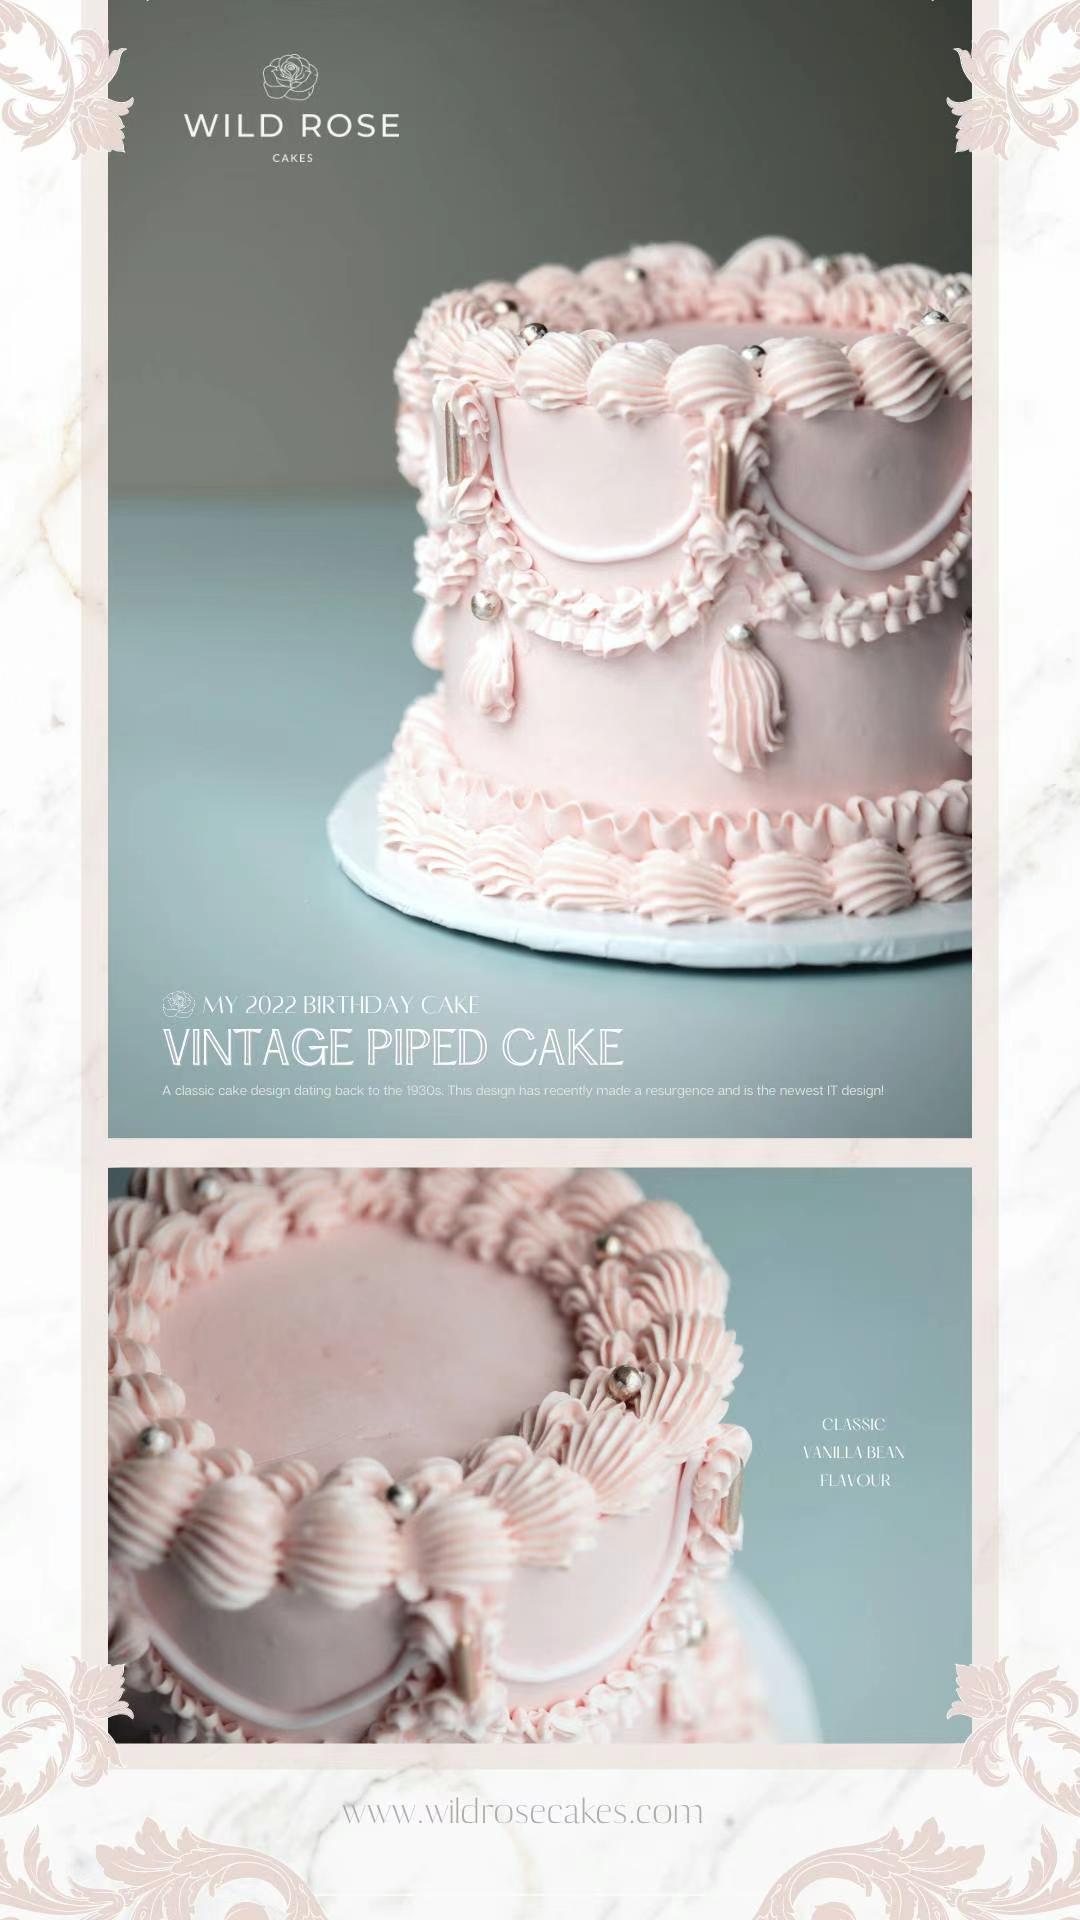 WILD ROSE
CAKES
MY 2022 BIRTHDAY CAKE
VINTAGE PIPED CAKE
A classic cake design dating back to the 1930s. This design has recently made a resurgence and is the newest IT design!
CLASSIC
VANILLA BEAN
FLAVOUR
www.wildrosecakes.com